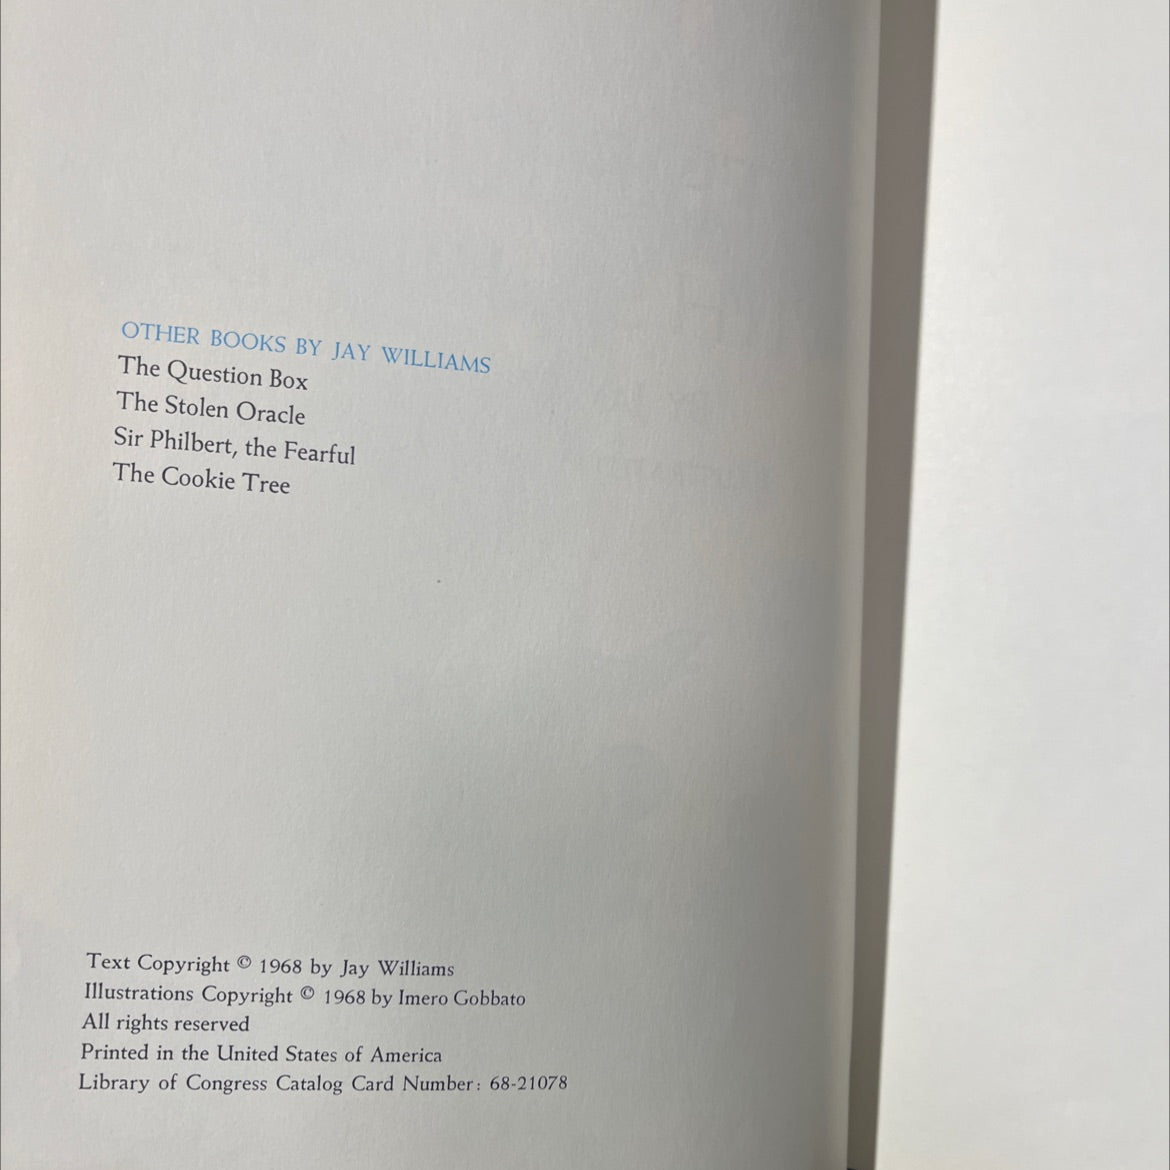 OTHER BOOKS BY JAY WILLIAMS
The Question Box
The Stolen Oracle
Sir Philbert, the Fearful
The Cookie Tree
Text Copyright © 1968 by Jay Williams
Illustrations Copyright © 1968 by Imero Gobbato
All rights reserved
Printed in the United States of America
Library of Congress Catalog Card Number: 68-21078